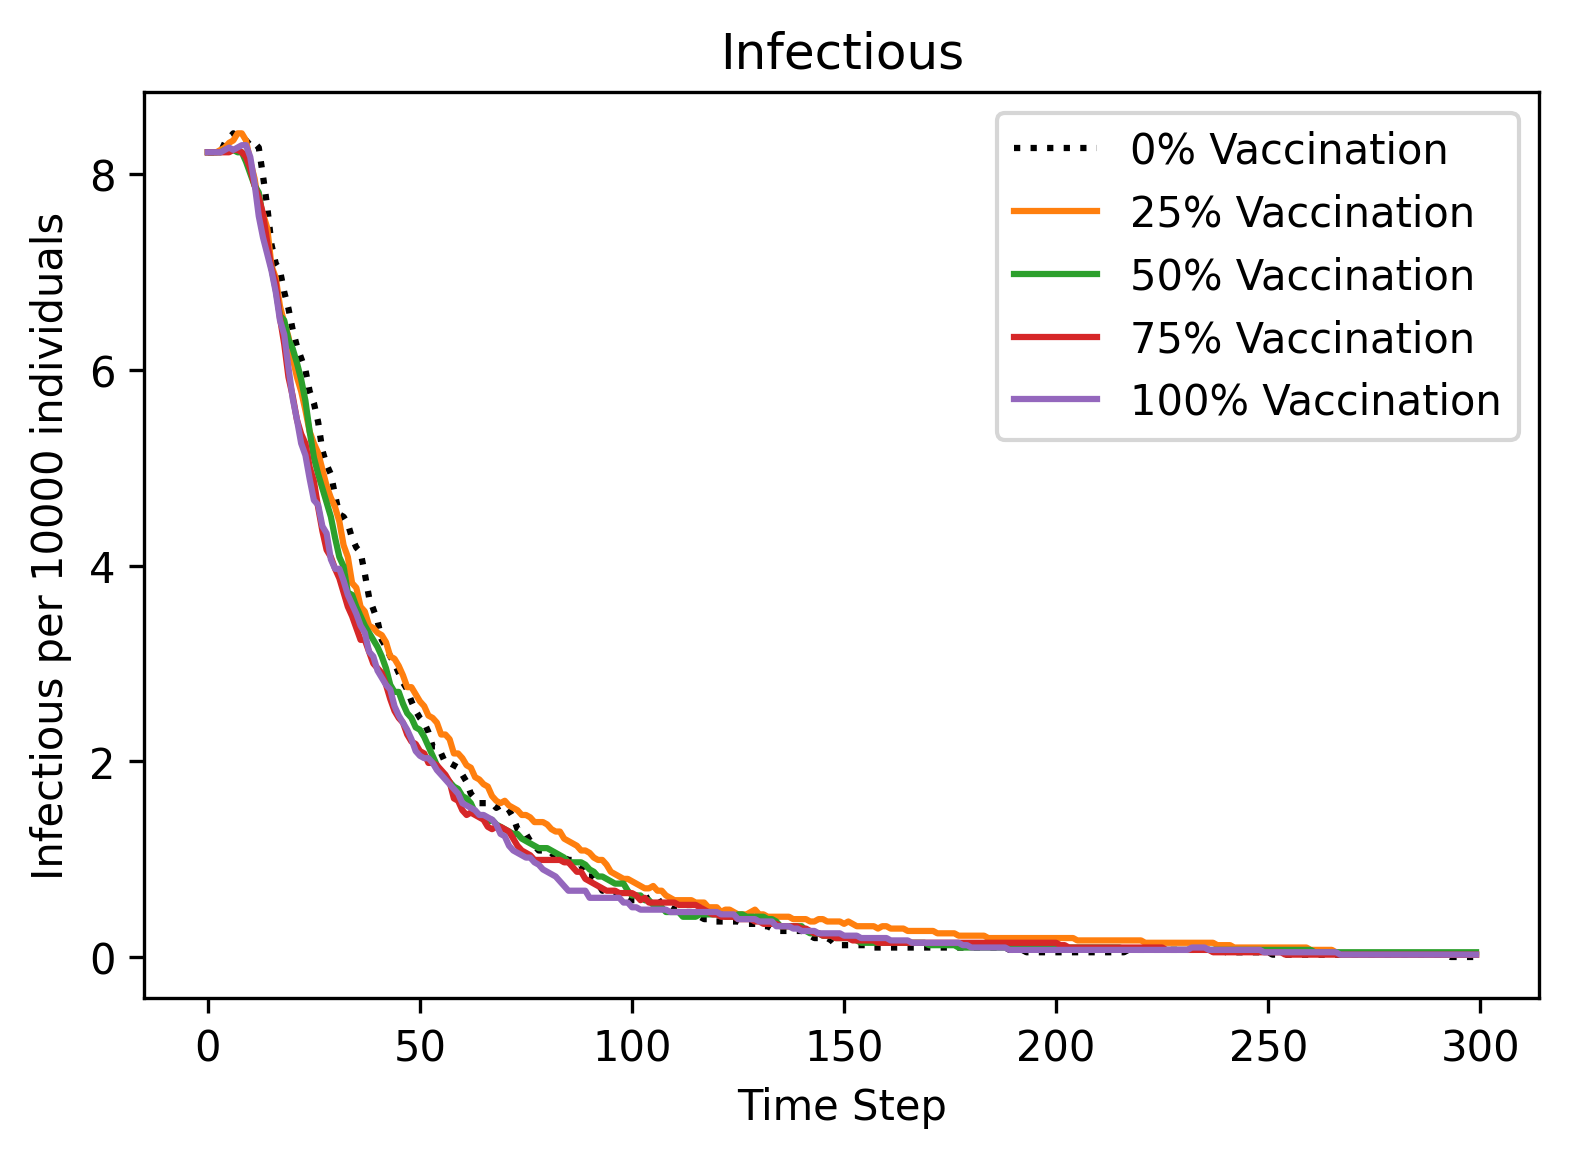 Infectious
Infectious per 10000 individuals
8
6
4
2
0
0% Vaccination
25% Vaccination
50% Vaccination
75% Vaccination
100% Vaccination
0 50 100 150 200 250 300
Time Step